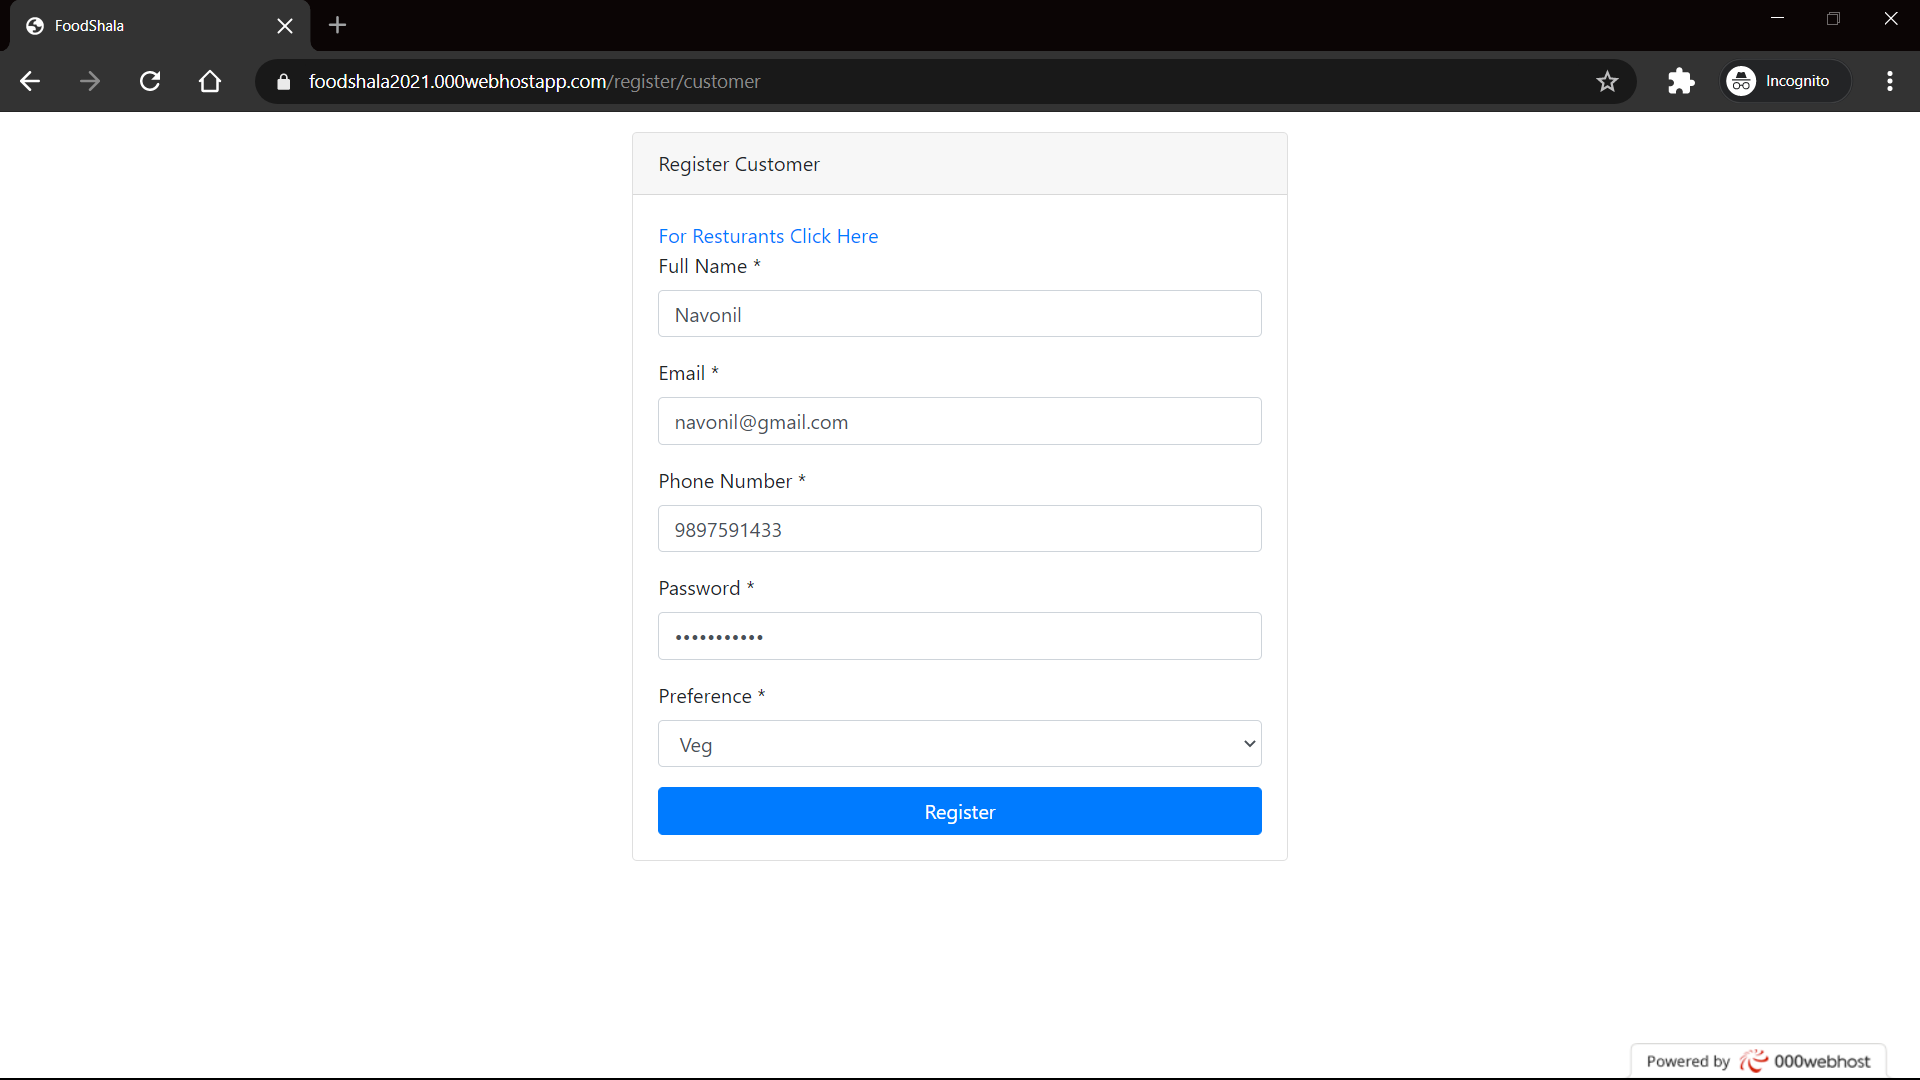 FoodShala
foodshala2021.000webhostapp.com/register/customer
Incognito
Register Customer
For Resturants Click Here
Full Name *
Navonil
Email *
navonil@gmail.com
Phone Number *
9897591433
Password *
•••••••••••
Preference *
Veg
Register
Powered by 000webhost